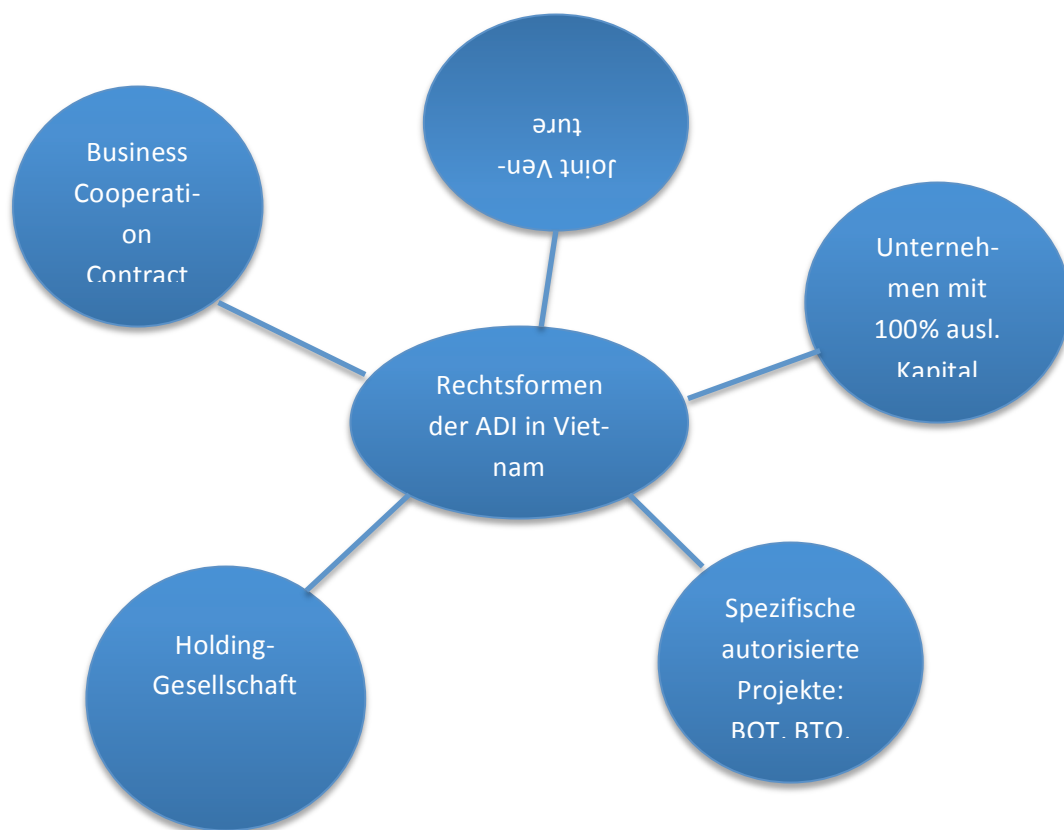 Joint Ven-
ture
Business
Cooperati-
on
Contract
Unterneh-
men mit
100% ausl.
Kapital
Rechtsformen
der ADI in Viet-
nam
Holding-
Gesellschaft
Spezifische
autorisierte
Projekte:
BOT, BTO,